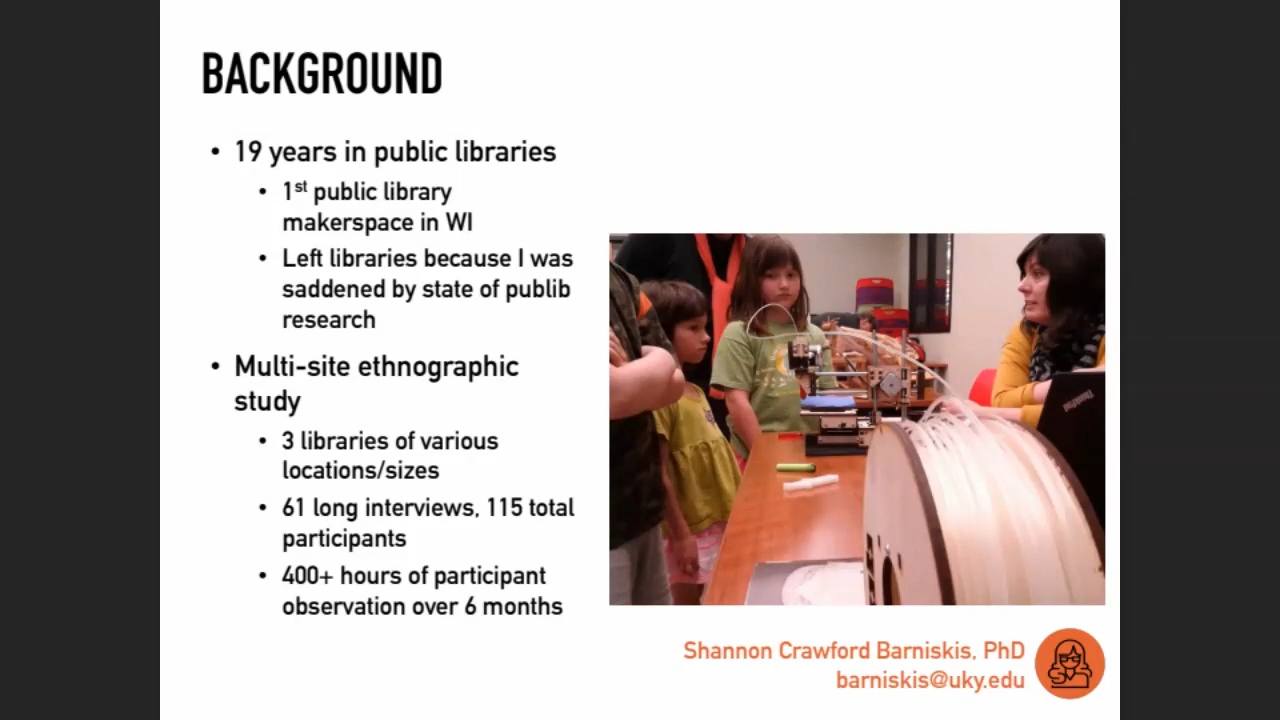 BACKGROUND
• 19 years in public libraries
• 1st public library
makerspace in WI
• Left libraries because I was
saddened by state of publib
research
• Multi-site ethnographic
study
• 3 libraries of various
locations/sizes
• 61 long interviews, 115 total
participants
• 400+ hours of participant
observation over 6 months
ThinkPad
Shannon Crawford Barniskis, PhD
barniskis@uky.edu